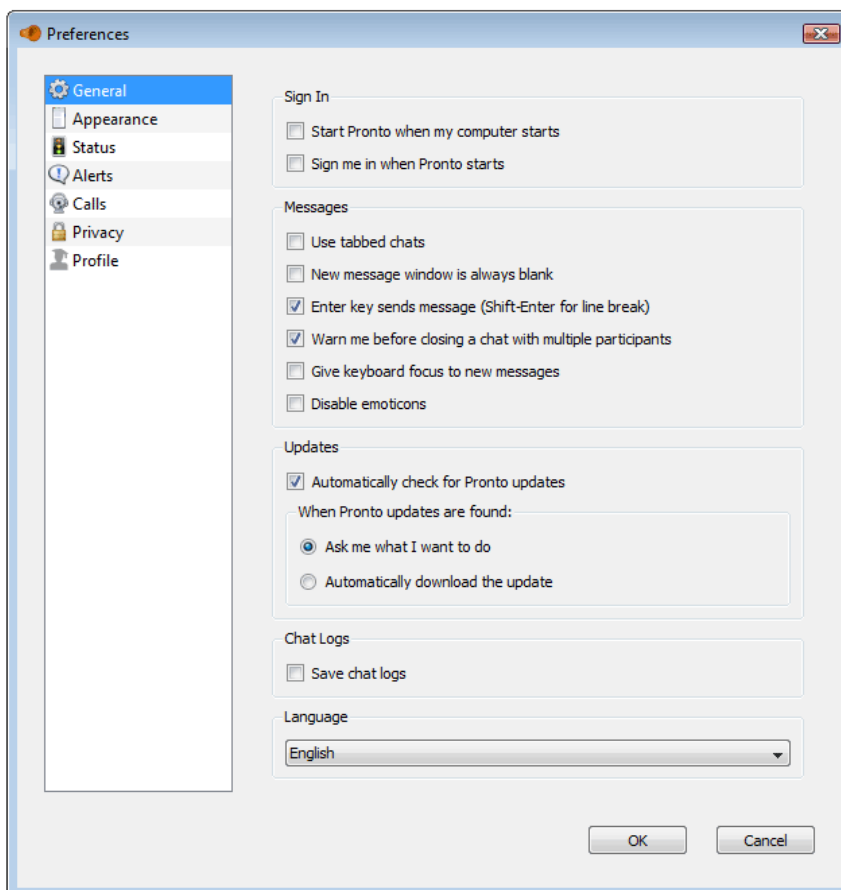 Preferences
General
Appearance
Status
Alerts
Calls
Privacy
Profile
Sign In
Start Pronto when my computer starts
Sign me in when Pronto starts
Messages
Use tabbed chats
New message window is always blank
Enter key sends message (Shift-Enter for line break)
Warn me before closing a chat with multiple participants
Give keyboard focus to new messages
Disable emoticons
Updates
Automatically check for Pronto updates
When Pronto updates are found:
Ask me what I want to do
Automatically download the update
Chat Logs
Save chat logs
Language
English
OK
Cancel